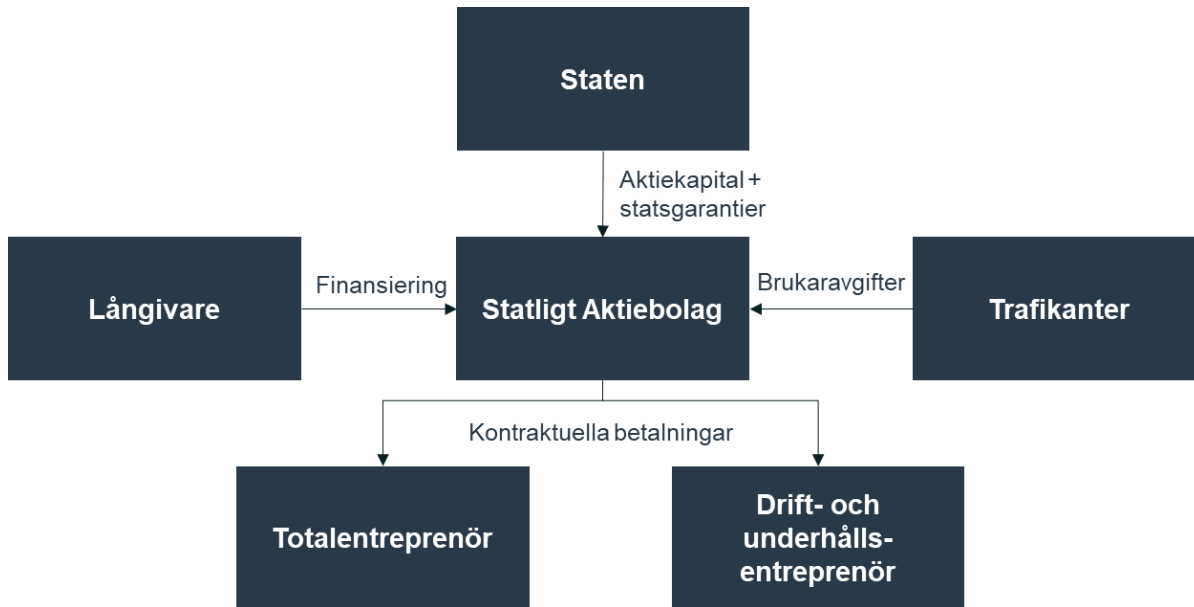 Staten
Aktiekapital +
statsgarantier
Långivare
Finansiering
Statligt Aktiebolag
Brukaravgifter
Trafikanter
Kontraktuella betalningar
Totalentreprenör
Drift- och
underhålls-
entreprenör